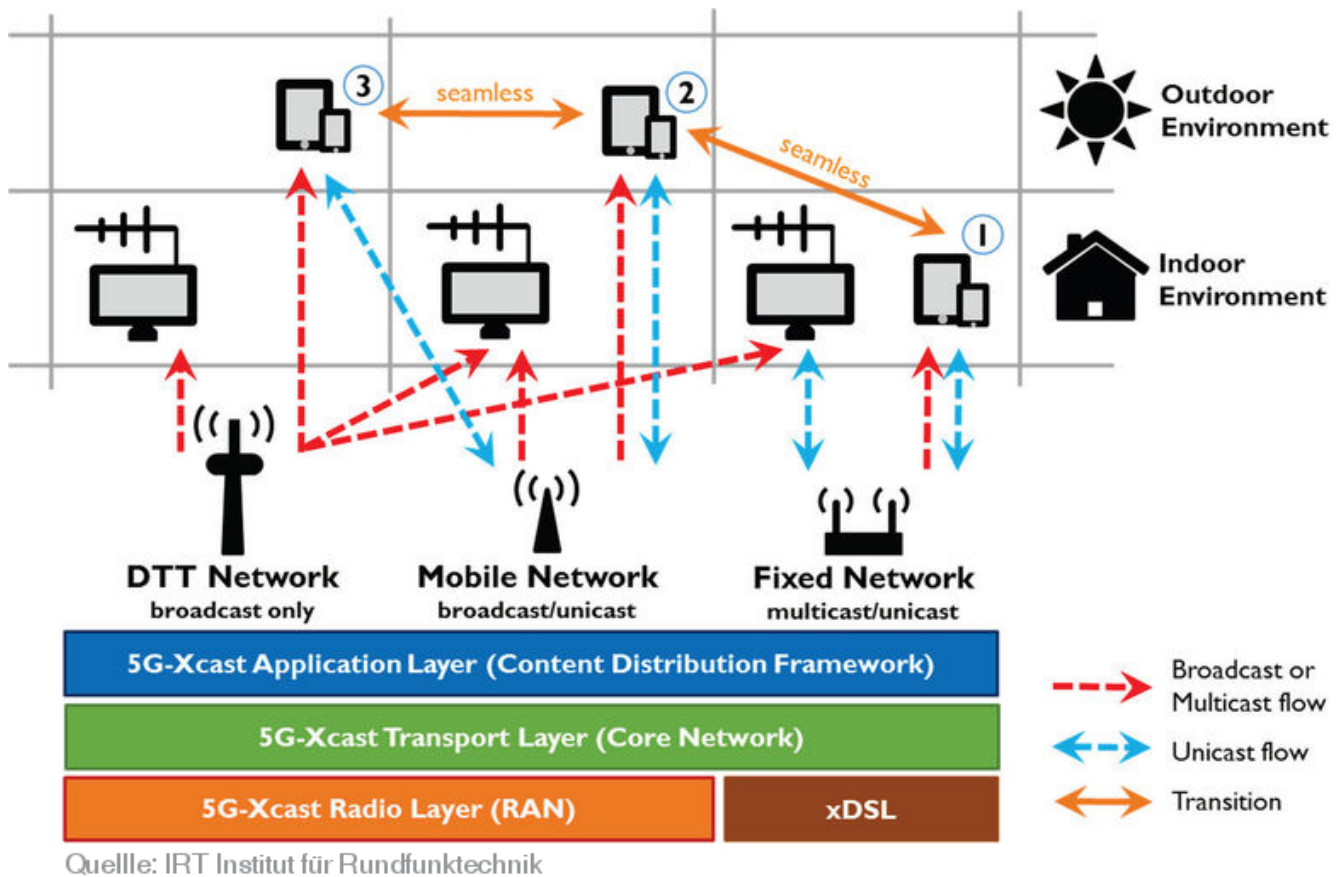 3
seamless
2
Outdoor
Environment
seamless
1
Indoor
Environment
DTT Network
broadcast only
Mobile Network
broadcast/unicast
Fixed Network
multicast/unicast
5G-Xcast Application Layer (Content Distribution Framework)
5G-Xcast Transport Layer (Core Network)
5G-Xcast Radio Layer (RAN)
xDSL
Broadcast or
Multicast flow
Unicast flow
Transition
Quellle: IRT Institut für Rundfunktechnik